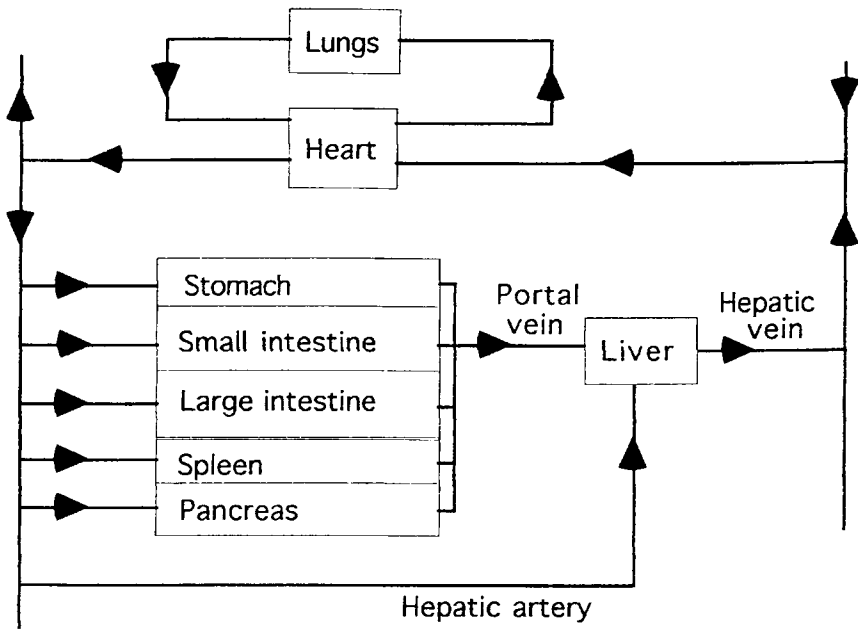 Lungs
Heart
Stomach
Portal
vein
Hepatic
vein
Small intestine
Liver
Large intestine
Spleen
Pancreas
Hepatic artery